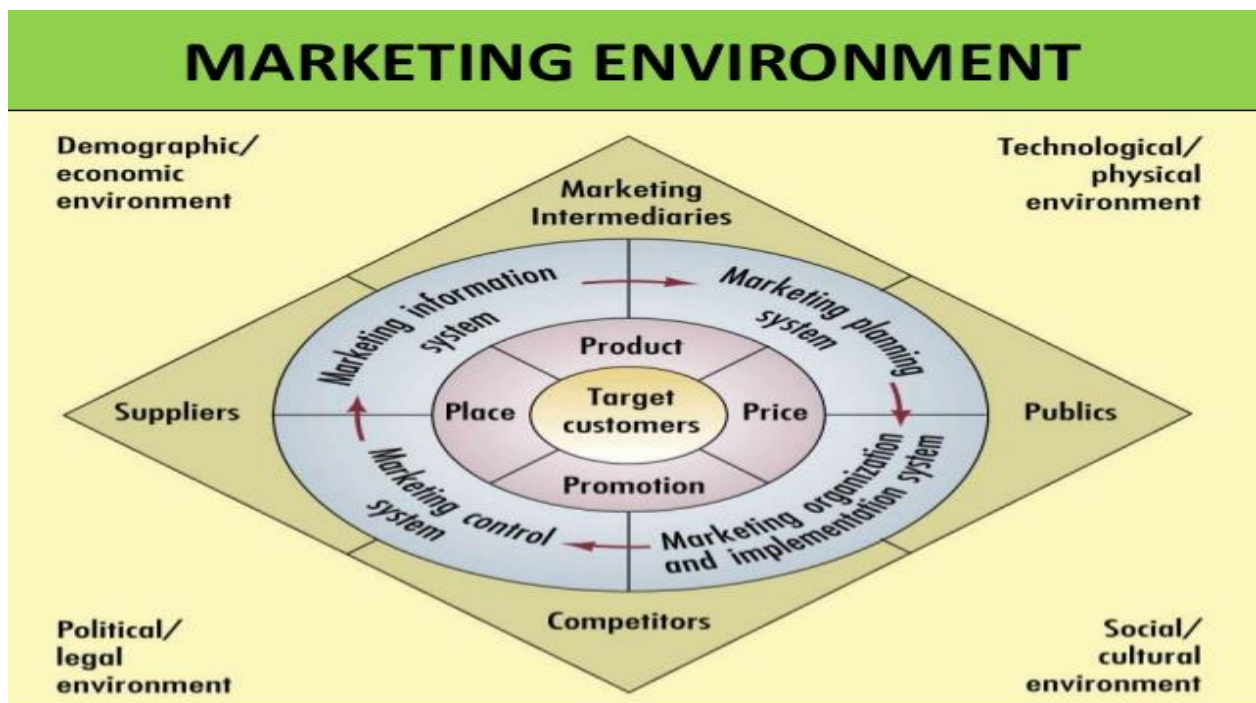 MARKETING ENVIRONMENT
Demographic/
economic
environment
Technological/
physical
environment
Marketing
Intermediaries
Marketing information
system
Marketing planning
system
Product
Suppliers
Place
Target
customers
Price
Publics
Promotion
Marketing control
system
Marketing organization
and implementation system
Competitors
Political/
legal
environment
Social/
cultural
environment